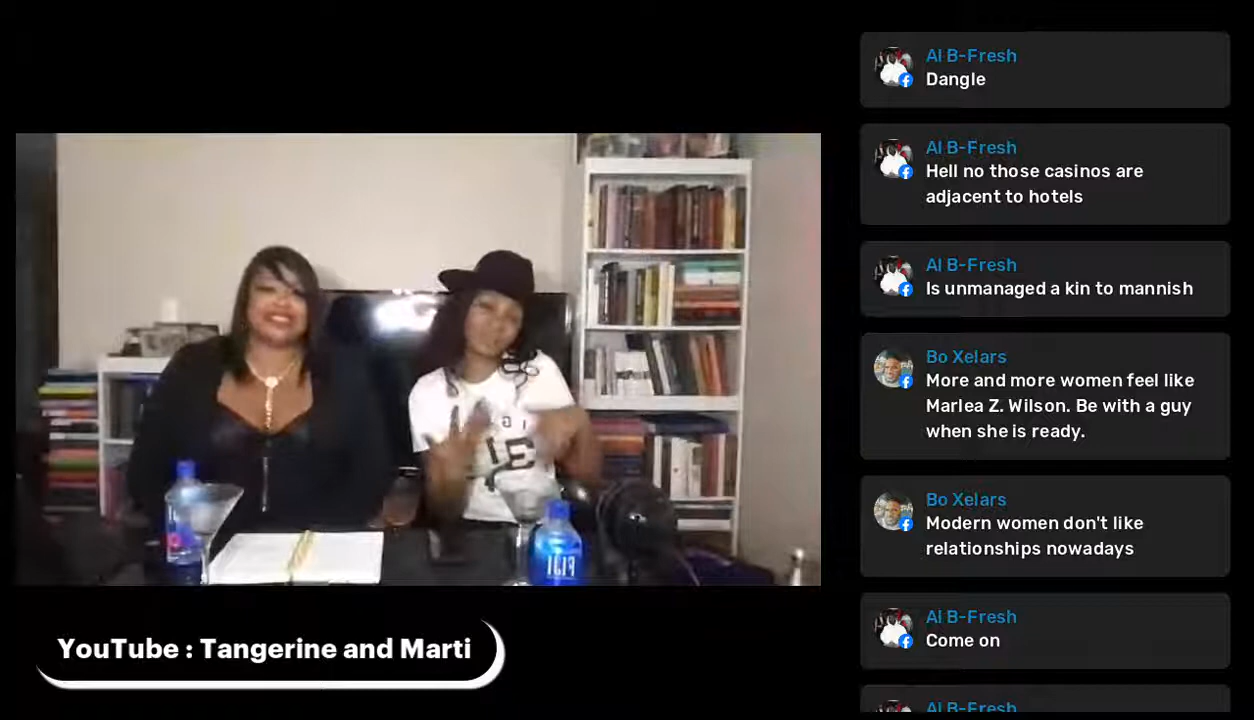 Al B-Fresh
Dangle
Al B-Fresh
Hell no those casinos are
adjacent to hotels
Al B-Fresh
Is unmanaged a kin to mannish
Bo Xelars
More and more women feel like
Marlea Z. Wilson. Be with a guy
when she is ready.
Bo Xelars
Modern women don't like
relationships nowadays
Al B-Fresh
Come on
Al B-Fresh
FIJI
YouTube : Tangerine and Marti